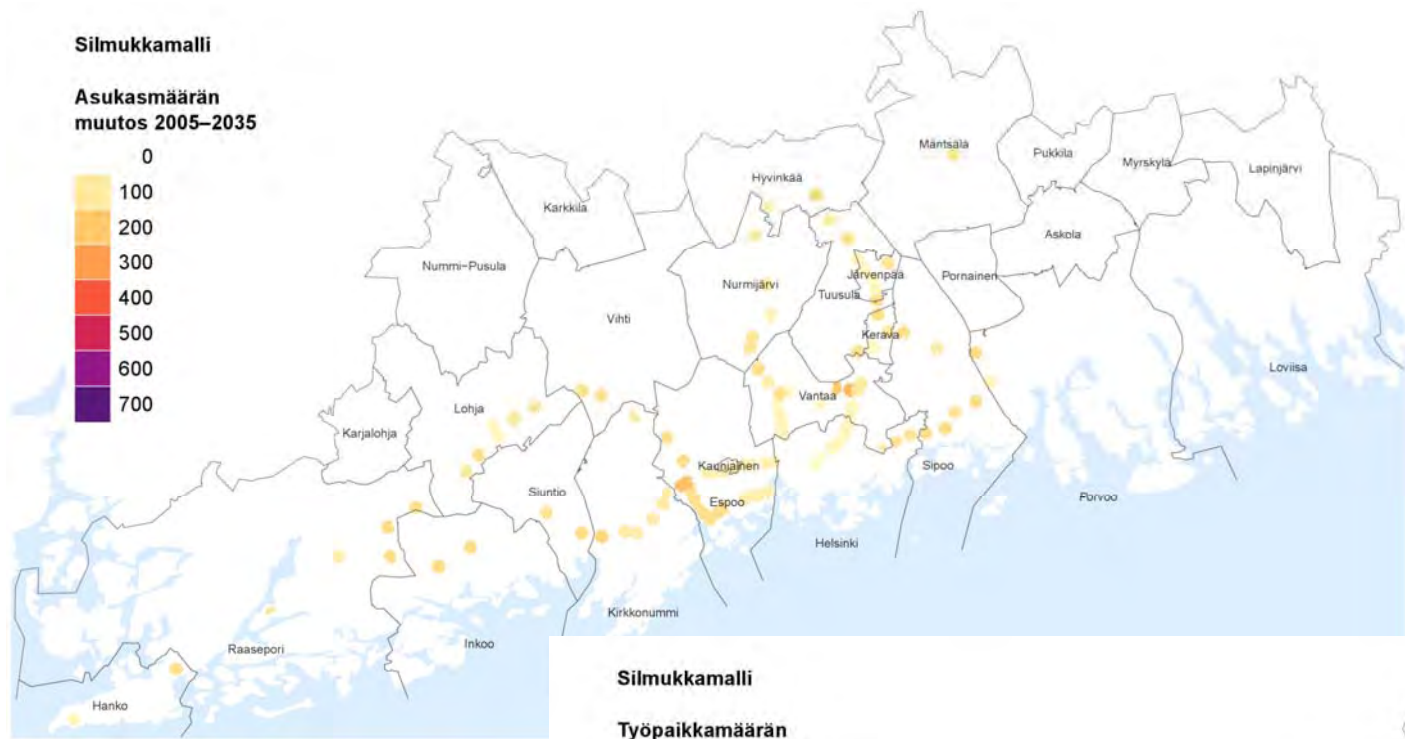 Silmukkamalli
Asukasmäärän
muutos 2005–2035
0
100
200
300
400
500
600
700
Mäntsälä
Pukkila
Myrskylä
Lapinjärvi
Hyvinkää
Karkkila
Askola
Nummi-Pusula
Järvenpää
Pornainen
Nurmijärvi
Tuusula
Vihti
Kerava
Loviisa
Vantaa
Lohja
Karjalohja
Kauniainen
Sipoo
Siuntio
Espoo
Porvoo
Helsinki
Kirkkonummi
Inkoo
Raasepori
Hanko
Silmukkamalli
Työpaikkamäärän